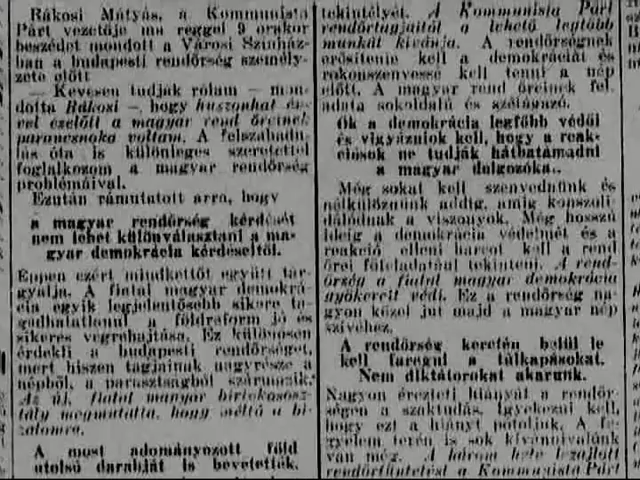 Rákosi Mátyás, a Kommunista
Párt vezetője ma reggel 9 órakor
beszédet mondott a Városi Színház-
ban a budapesti rendőrség személy-
zete előtt
— Kevesen tudják rólam — mon-
dotta Rákosi —, hogy huszonhat év-
vel ezelőtt a magyar rend őreinek
parancsnoka voltam. A felszabadu-
lás óta is különleges szeretettel
foglalkozom a magyar rendőrség
problémáival.
Ezután rámutatott arra, hogy
a magyar rendőrség kérdését
nem lehet különválasztani a ma-
gyar demokrácia kérdéseitől.
Éppen ezért mindkettőt együtt tár-
gyalja. A fiatal magyar demokrá-
cia egyik legjelentősebb sikere ta-
gadhatatlanul a földreform jó és
sikeres végrehajtása. Ez különösen
érdekli a budapesti rendőrséget,
mert hiszen tagjainak nagyrésze a
népből, a parasztságból származik.
Az új, fiatal magyar birtokososz-
tály megmutatta, hogy méltó a bi-
zalomra.
A most adományozott föld
utolsó darabját is bevetették.
tekintélyét. A Kommunista Párt
rendőrtagjaitól a lehető legtöbb
munkát kívánja. A rendőrségnek
erősítenie kell a demokráciát és
rokonszenvessé kell tenni a nép
előtt. A magyar rend őreinek fel-
adata sokoldalú és szélágazó.
Ők a demokrácia legfőbb védői
és vigyázniok kell, hogy a reak-
ciósok ne tudják hátbatámadni
a magyar dolgozóka..
Még sokat kell szenvednünk és
nélkülöznünk addig, amíg konszoli-
dálódnak a viszonyok. Még hosszú
ideig a demokrácia védelmét és a
reakció elleni harcot kell a rend
őrei főfeladatául tekinteni. A rend-
őrség a fiatal magyar demokrácia
gyökereit védi. Ez a rendőrség na-
gyon közel jut majd a magyar nép
szívéhez.
A rendőrség keretén belül le
kell faragni a túlkapásokat.
Nem diktátorokat akarunk.
Nagyon érezteti hiányát a rendőr-
ségen a szaktudás. Igyekezni kell,
hogy ezt a hiányt pótoljuk. A fe-
gyelem terén is sok kívánnivalónk
van még. A három hete lezajlott
rendőrtüntetést a Kommunista Párt